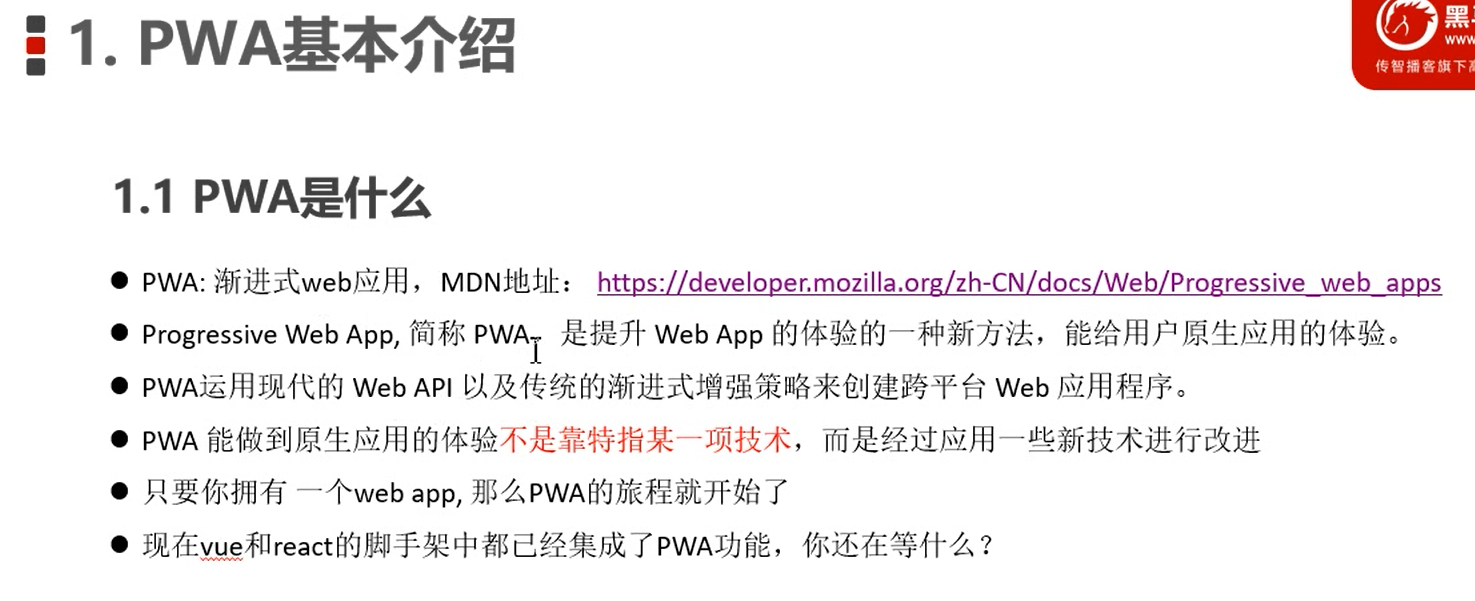 1. PWA基本介绍
黑
www
传智播客旗下高
1.1 PWA是什么
PWA: 渐进式web应用，MDN地址： https://developer.mozilla.org/zh-CN/docs/Web/Progressive_web_apps
Progressive Web App, 简称 PWA， 是提升 Web App 的体验的一种新方法，能给用户原生应用的体验。
PWA运用现代的 Web API 以及传统的渐进式增强策略来创建跨平台 Web 应用程序。
PWA 能做到原生应用的体验不是靠特指某一项技术，而是经过应用一些新技术进行改进
只要你拥有 一个web app, 那么PWA的旅程就开始了
现在vue和react的脚手架中都已经集成了PWA功能，你还在等什么？